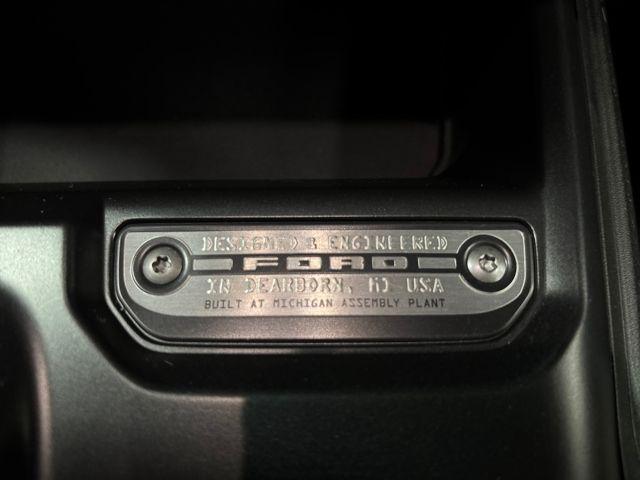 DESIGNED & ENGINEERED
FORD
IN DEARBORN, MI USA
BUILT AT MICHIGAN ASSEMBLY PLANT